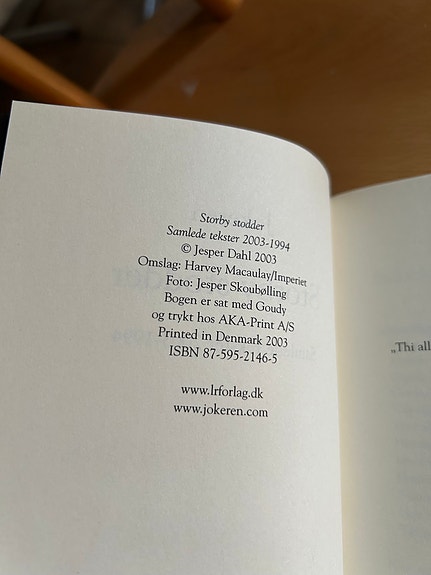 Storby stodder
Samlede tekster 2003-1994
© Jesper Dahl 2003
Omslag: Harvey Macaulay/Imperiet
Foto: Jesper Skoubølling
Bogen er sat med Goudy
og trykt hos AKA-Print A/S
Printed in Denmark 2003
ISBN 87-595-2146-5
www.lrforlag.dk
www.jokeren.com
„Thi all